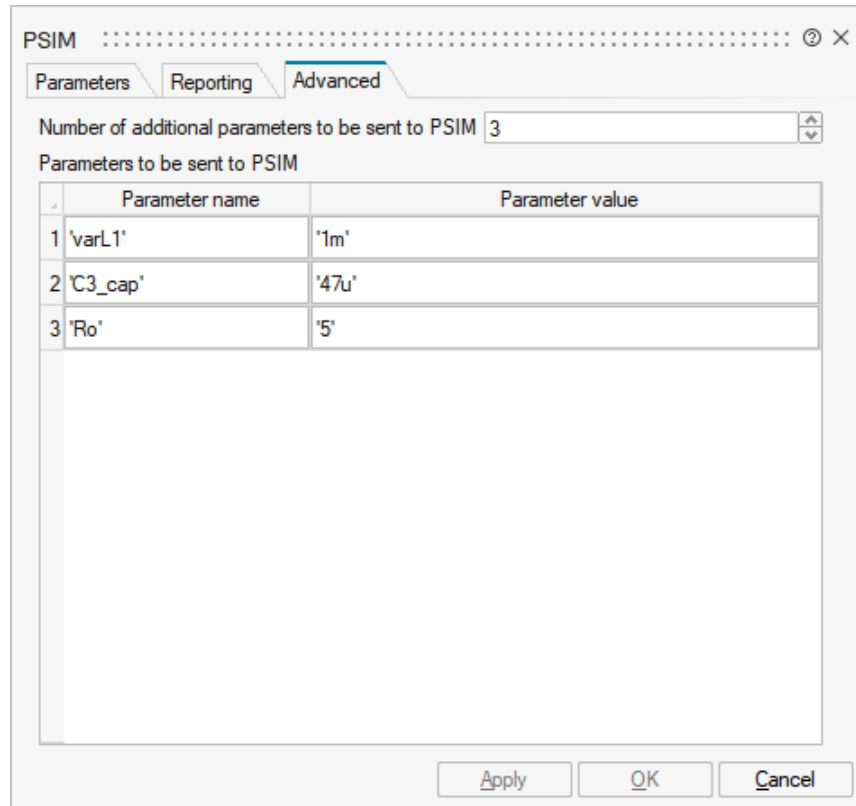 PSIM
Parameters Reporting Advanced
Number of additional parameters to be sent to PSIM 3
Parameters to be sent to PSIM
Parameter name Parameter value
1 'varL1' '1m'
2 'C3_cap' '47u'
3 'Ro' '5'
Apply OK Cancel